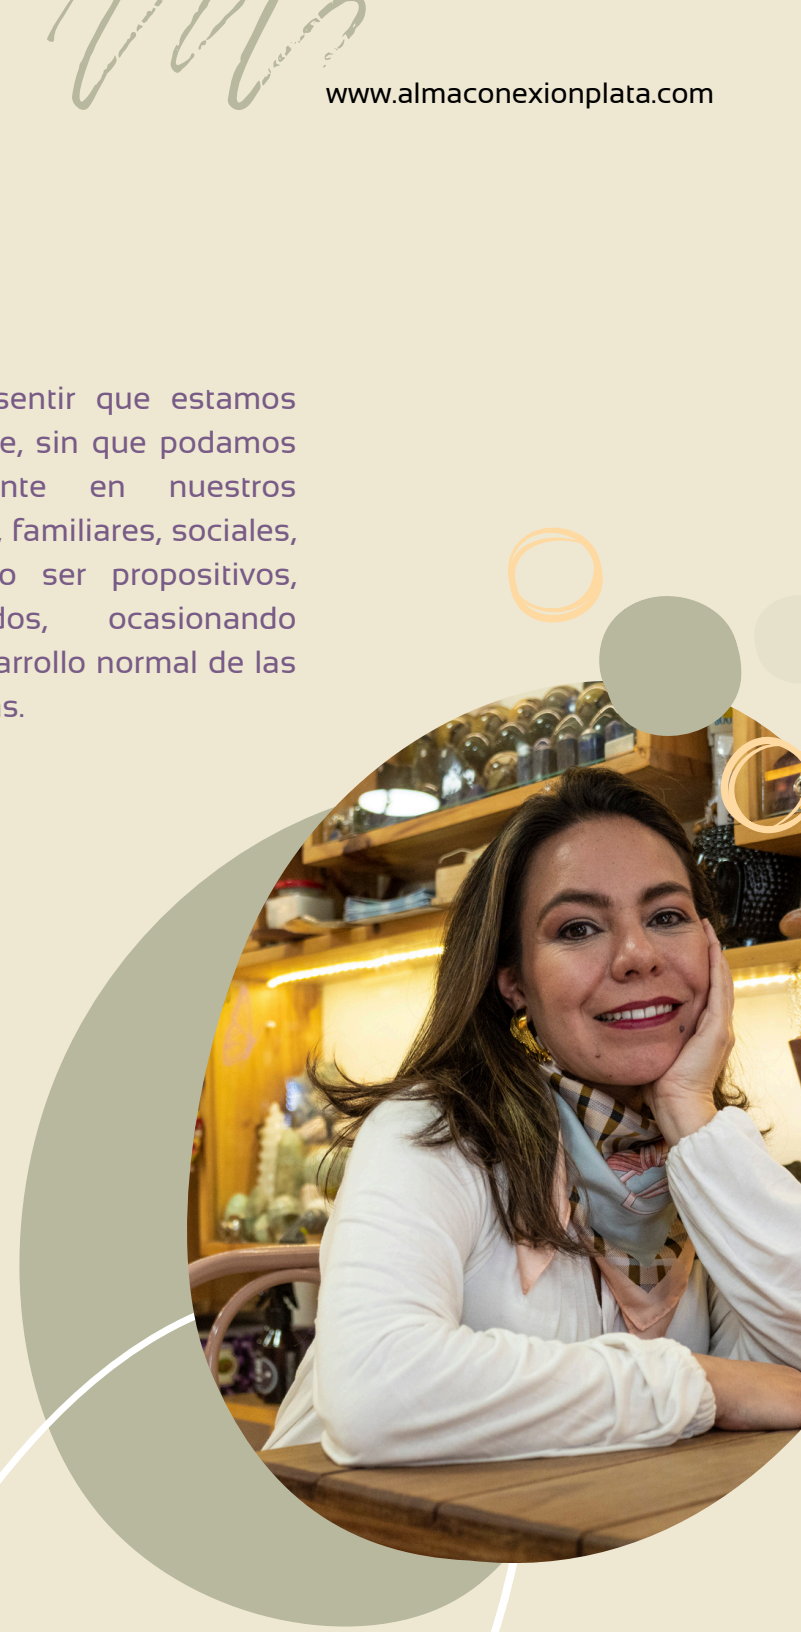 www.almaconexionplata.com
sentir que estamos
e, sin que podamos
nte en nuestros
, familiares, sociales,
o ser propositivos,
dos, ocasionando
arrollo normal de las
s.